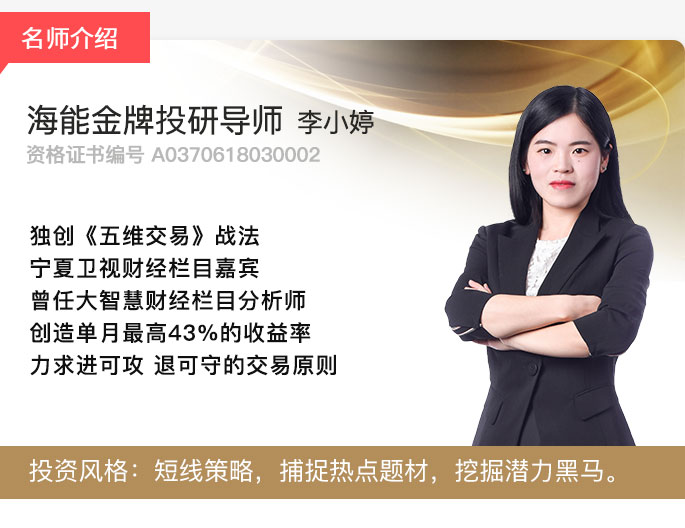 名师介绍
海能金牌投研导师 李小婷
资格证书编号 A0370618030002
独创《五维交易》战法
宁夏卫视财经栏目嘉宾
曾任大智慧财经栏目分析师
创造单月最高43%的收益率
力求进可攻 退可守的交易原则
投资风格：短线策略，捕捉热点题材，挖掘潜力黑马。